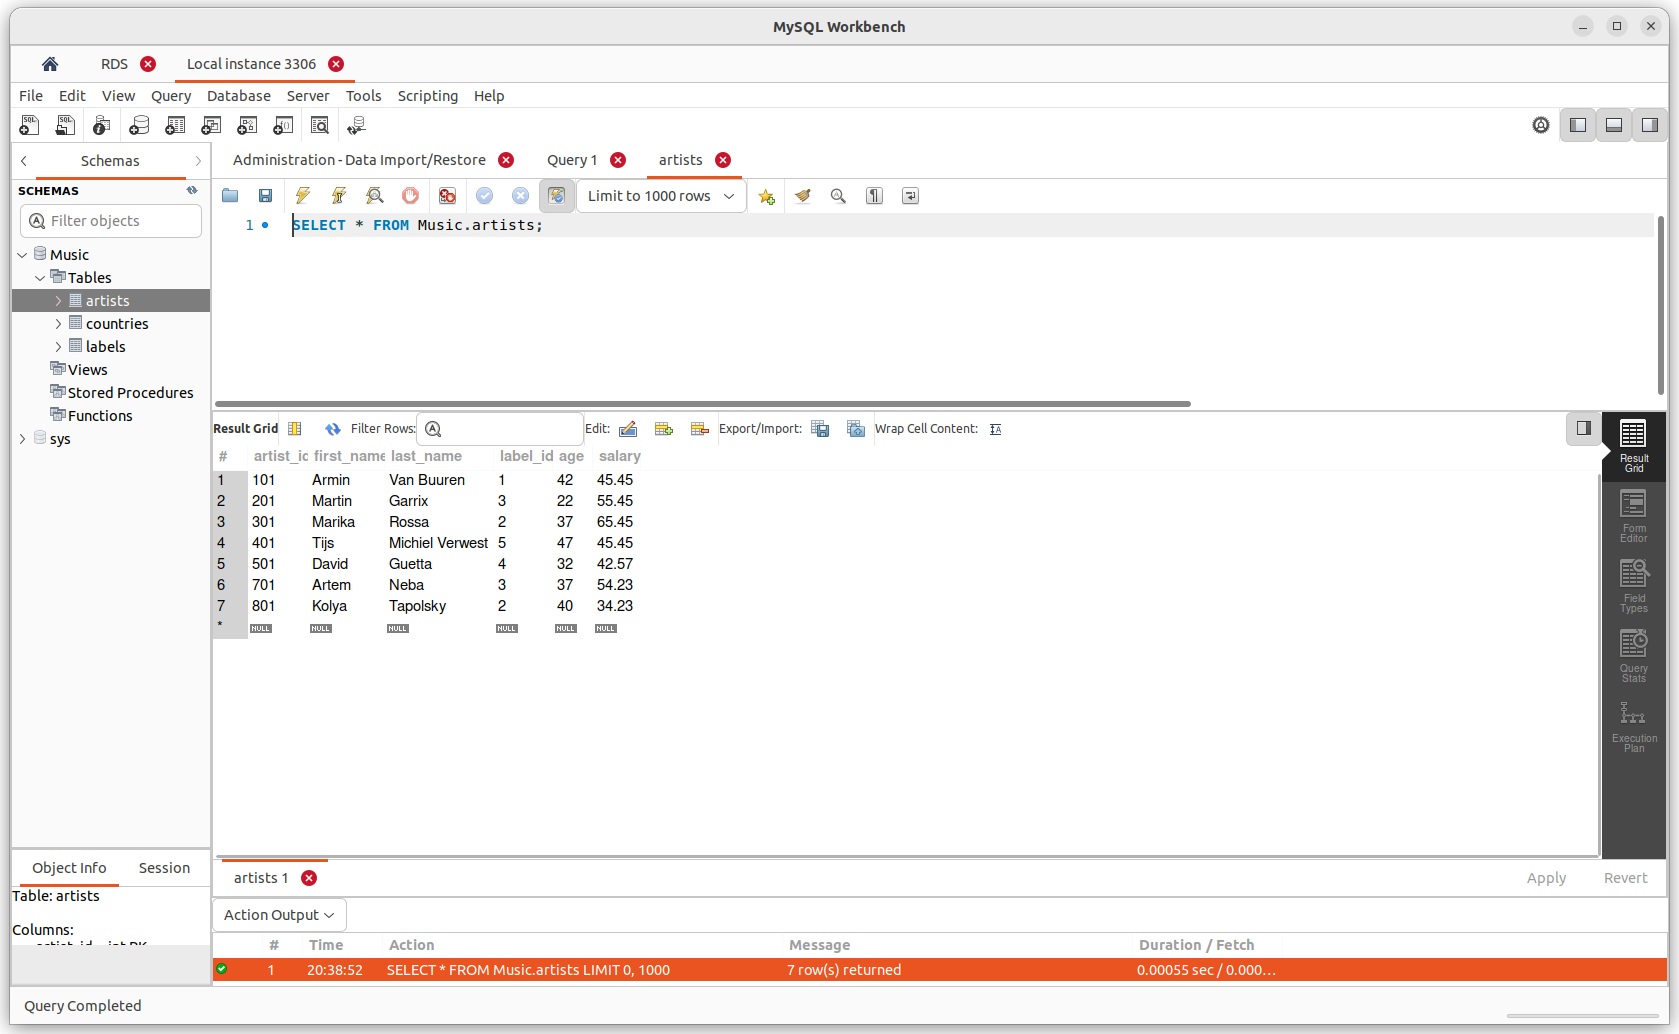 MySQL Workbench
RDS
Local instance 3306
File Edit View Query Database Server Tools Scripting Help
Schemas
Administration - Data Import/Restore
Query 1
artists
SCHEMAS
Limit to 1000 rows
Filter objects
1 SELECT * FROM Music.artists;
Music
Tables
artists
countries
labels
Views
Stored Procedures
Functions
sys
Result Grid Filter Rows: Edit: Export/Import: Wrap Cell Content:
# artist_id first_name last_name label_id age salary
1 101 Armin Van Buuren 1 42 45.45
2 201 Martin Garrix 3 22 55.45
3 301 Marika Rossa 2 37 65.45
4 401 Tijs Michiel Verwest 5 47 45.45
5 501 David Guetta 4 32 42.57
6 701 Artem Neba 3 37 54.23
7 801 Kolya Tapolsky 2 40 34.23
* NULL NULL NULL NULL NULL NULL
Result
Grid
Form
Editor
Field
Types
Query
Stats
Execution
Plan
Object Info Session
Table: artists
Columns:
artist_id int PK
artists 1
Apply Revert
Action Output
# Time Action Message Duration / Fetch
1 20:38:52 SELECT * FROM Music.artists LIMIT 0, 1000 7 row(s) returned 0.00055 sec / 0.000...
Query Completed